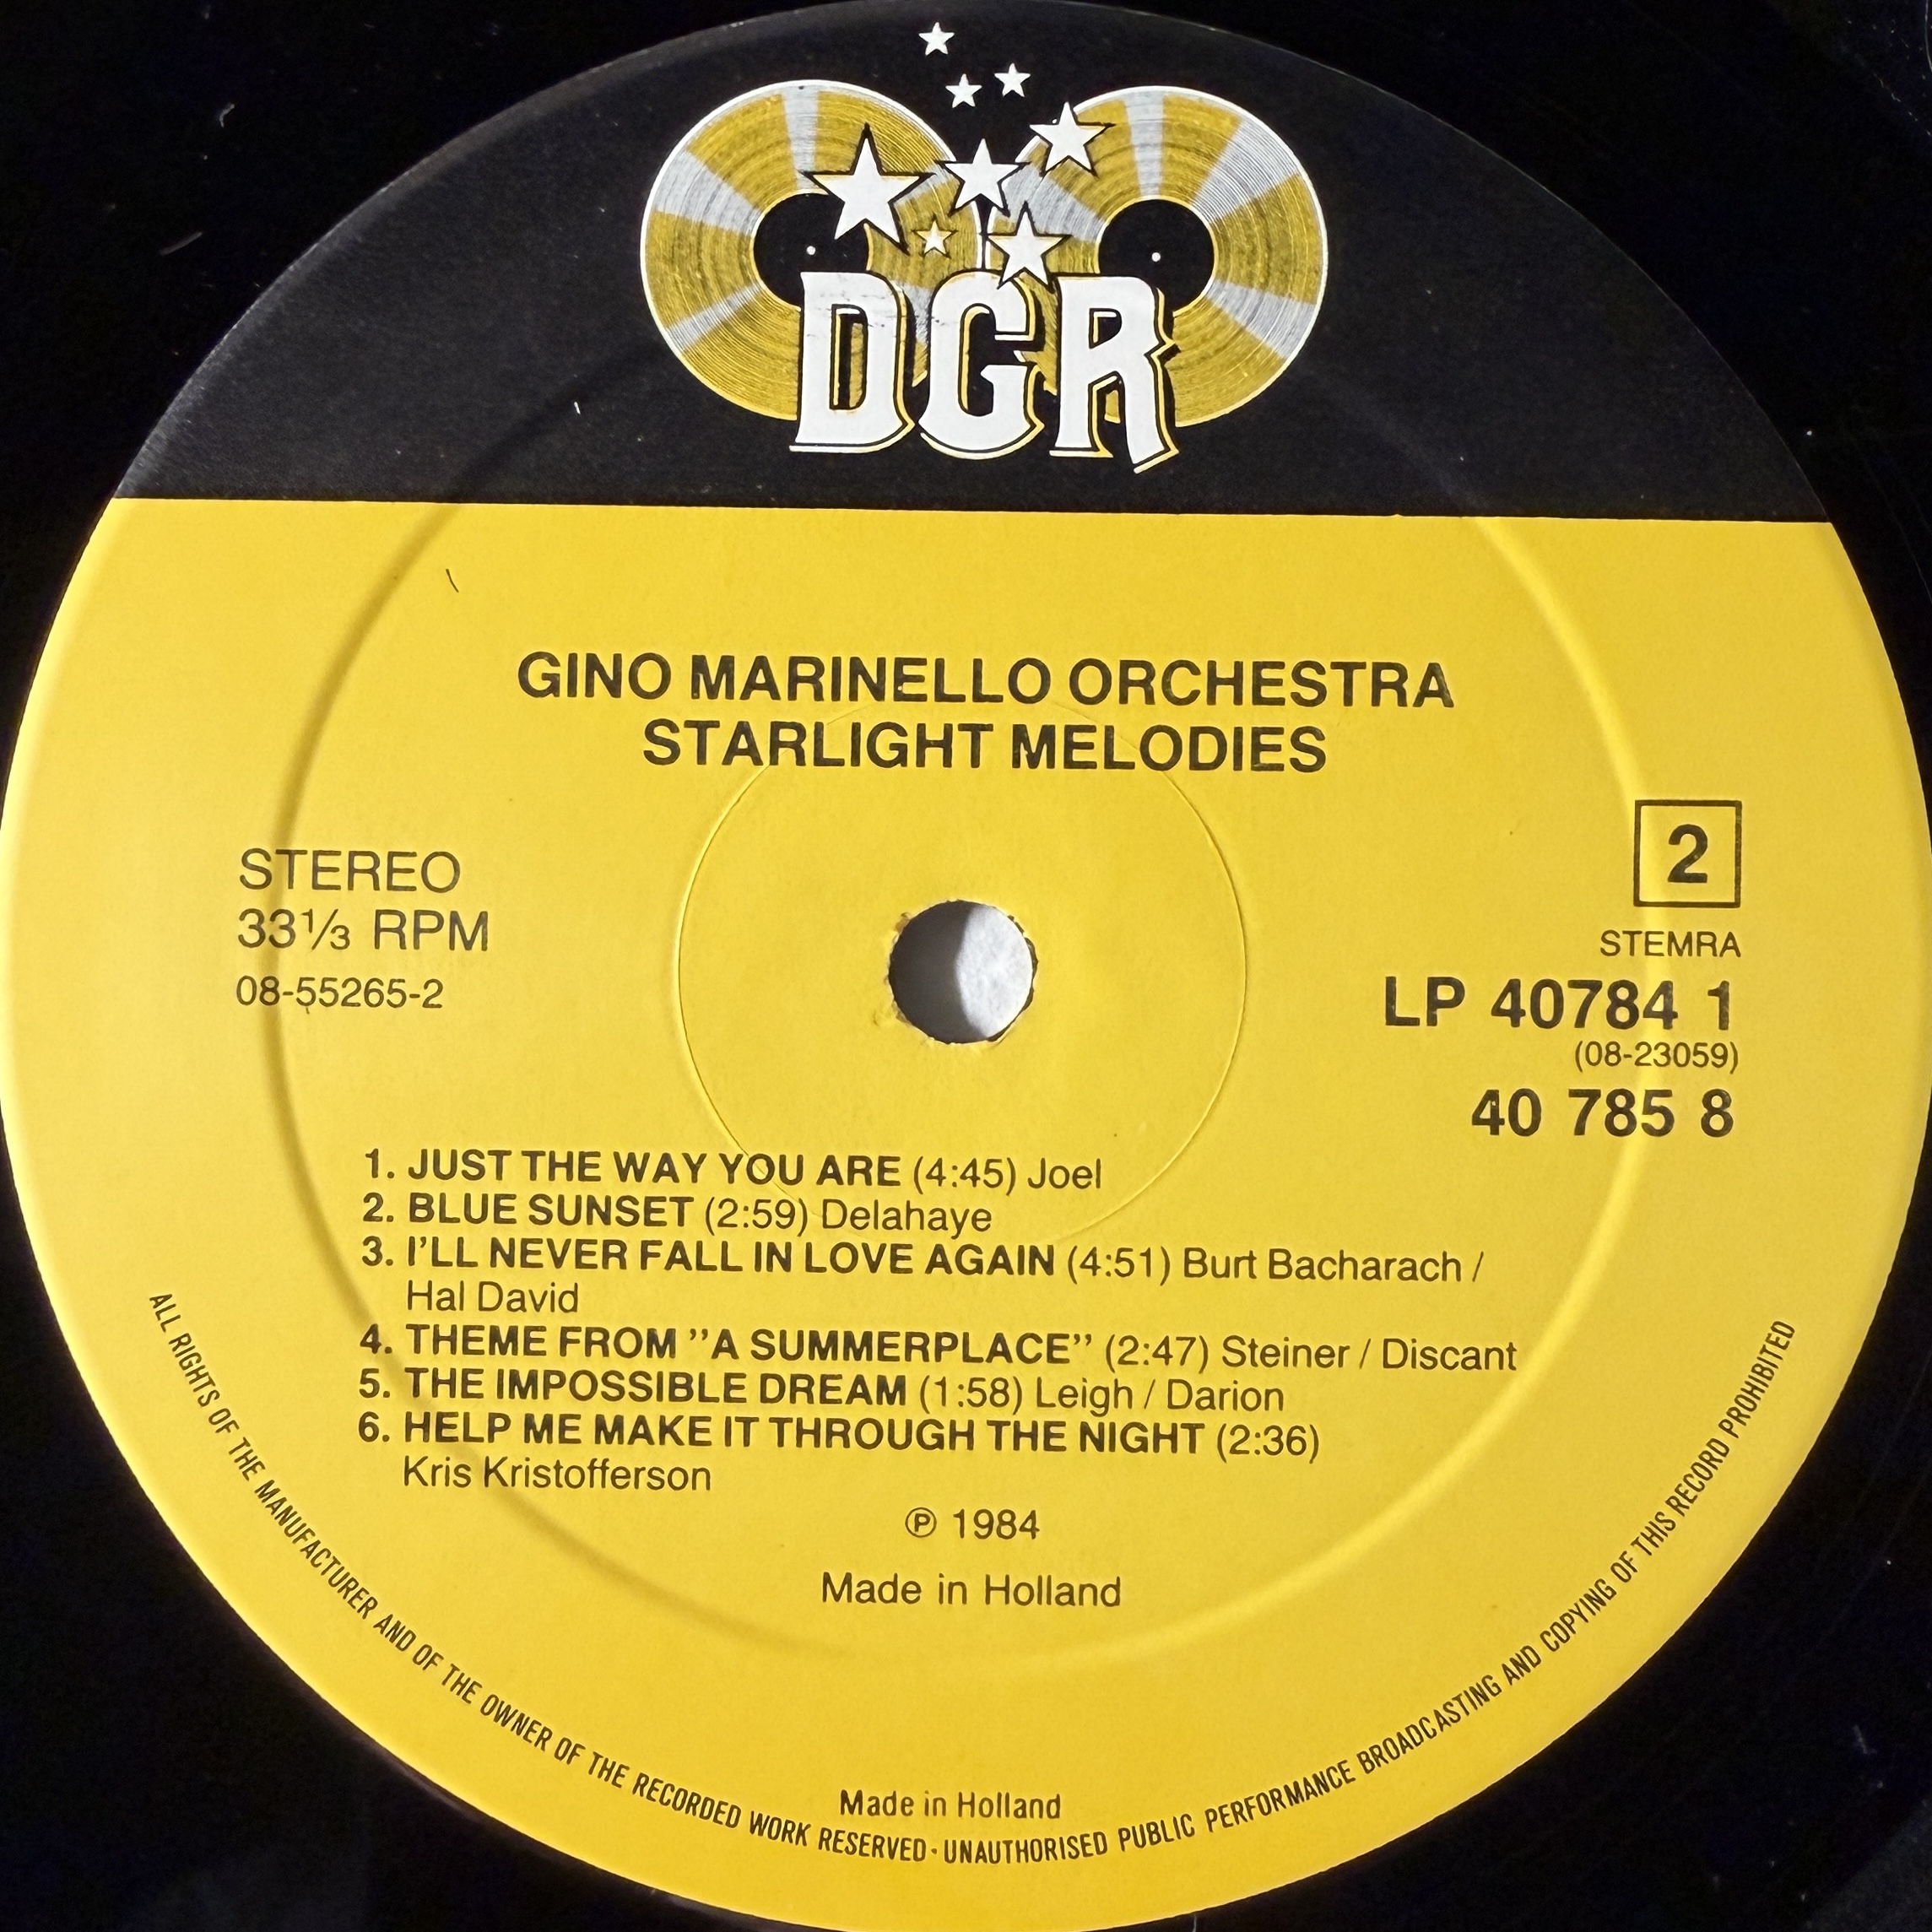 DGR
GINO MARINELLO ORCHESTRA
STARLIGHT MELODIES
STEREO
33⅓ RPM
08-55265-2
2
STEMRA
LP 40784 1
(08-23059)
40 785 8
1. JUST THE WAY YOU ARE (4:45) Joel
2. BLUE SUNSET (2:59) Delahaye
3. I'LL NEVER FALL IN LOVE AGAIN (4:51) Burt Bacharach /
Hal David
4. THEME FROM ”A SUMMERPLACE” (2:47) Steiner / Discant
5. THE IMPOSSIBLE DREAM (1:58) Leigh / Darion
6. HELP ME MAKE IT THROUGH THE NIGHT (2:36)
Kris Kristofferson
℗ 1984
Made in Holland
Made in Holland
ALL RIGHTS OF THE MANUFACTURER AND OF THE OWNER OF THE RECORDED WORK RESERVED · UNAUTHORISED PUBLIC PERFORMANCE BROADCASTING AND COPYING OF THIS RECORD PROHIBITED